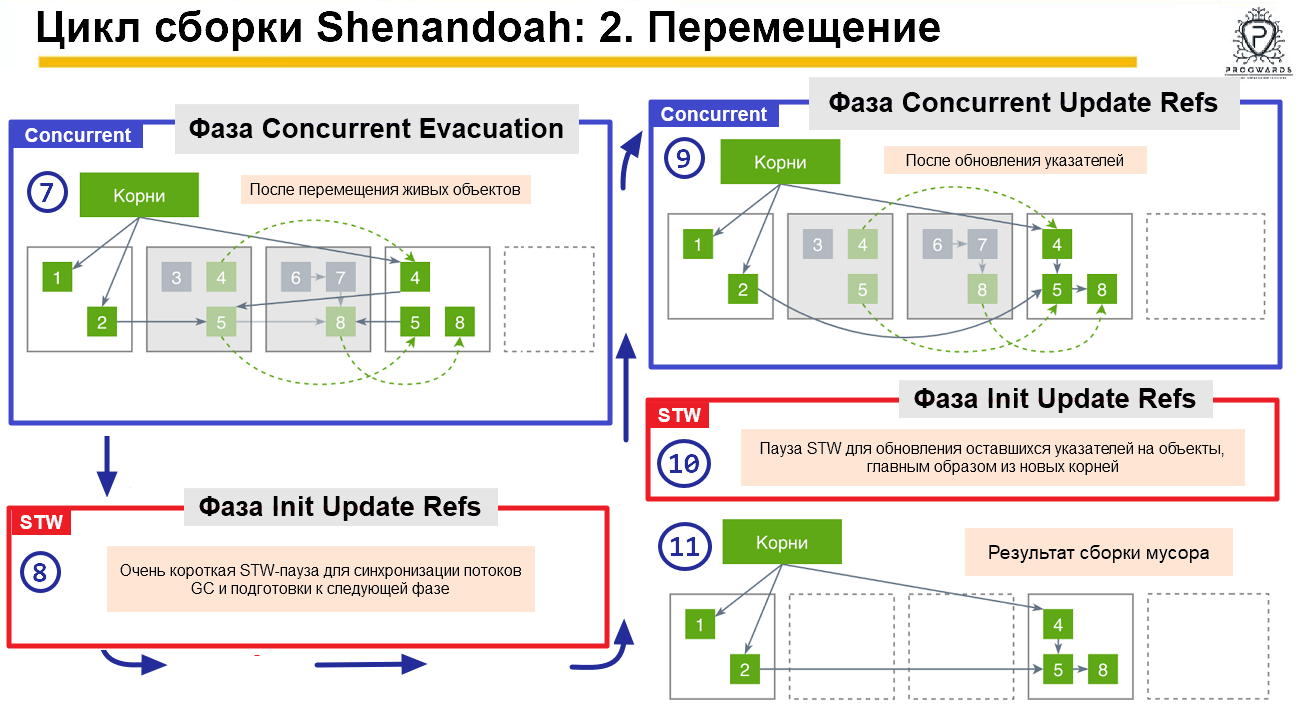 Цикл сборки Shenandoah: 2. Перемещение
PROGWARDS
Concurrent
Фаза Concurrent Evacuation
7
Корни
После перемещения живых объектов
1
3
4
6
7
4
2
5
8
5
8
STW
Фаза Init Update Refs
8
Очень короткая STW-пауза для синхронизации потоков
GC и подготовки к следующей фазе
Concurrent
Фаза Concurrent Update Refs
9
Корни
После обновления указателей
1
3
4
6
7
4
2
5
8
5
8
STW
Фаза Init Update Refs
10
Пауза STW для обновления оставшихся указателей на объекты,
главным образом из новых корней
11
Корни
Результат сборки мусора
1
4
2
5
8